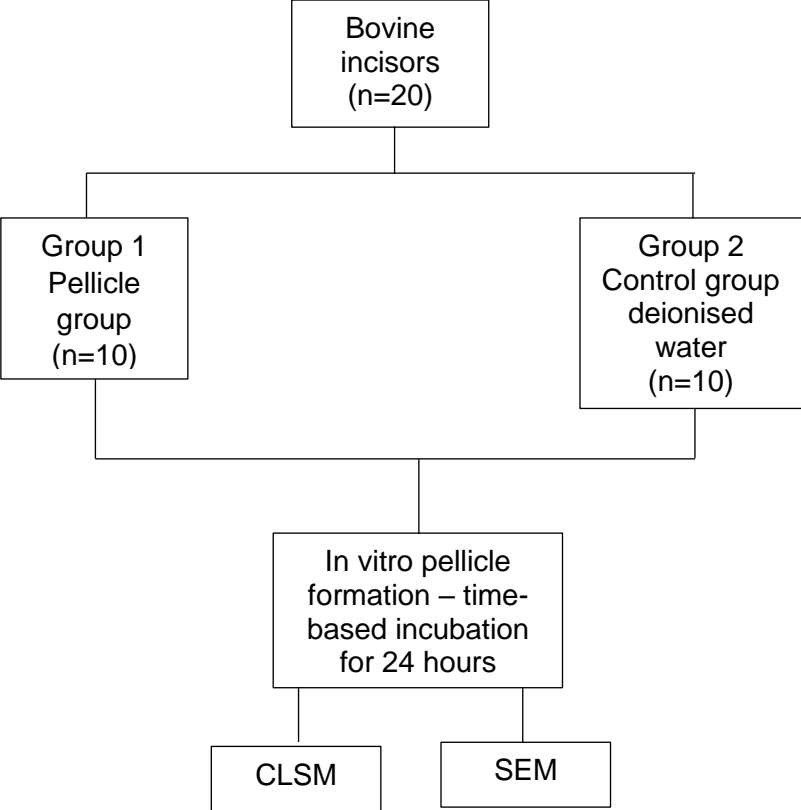 Bovine
incisors
(n=20)
Group 1
Pellicle
group
(n=10)
Group 2
Control group
deionised
water
(n=10)
In vitro pellicle
formation – time-
based incubation
for 24 hours
CLSM
SEM